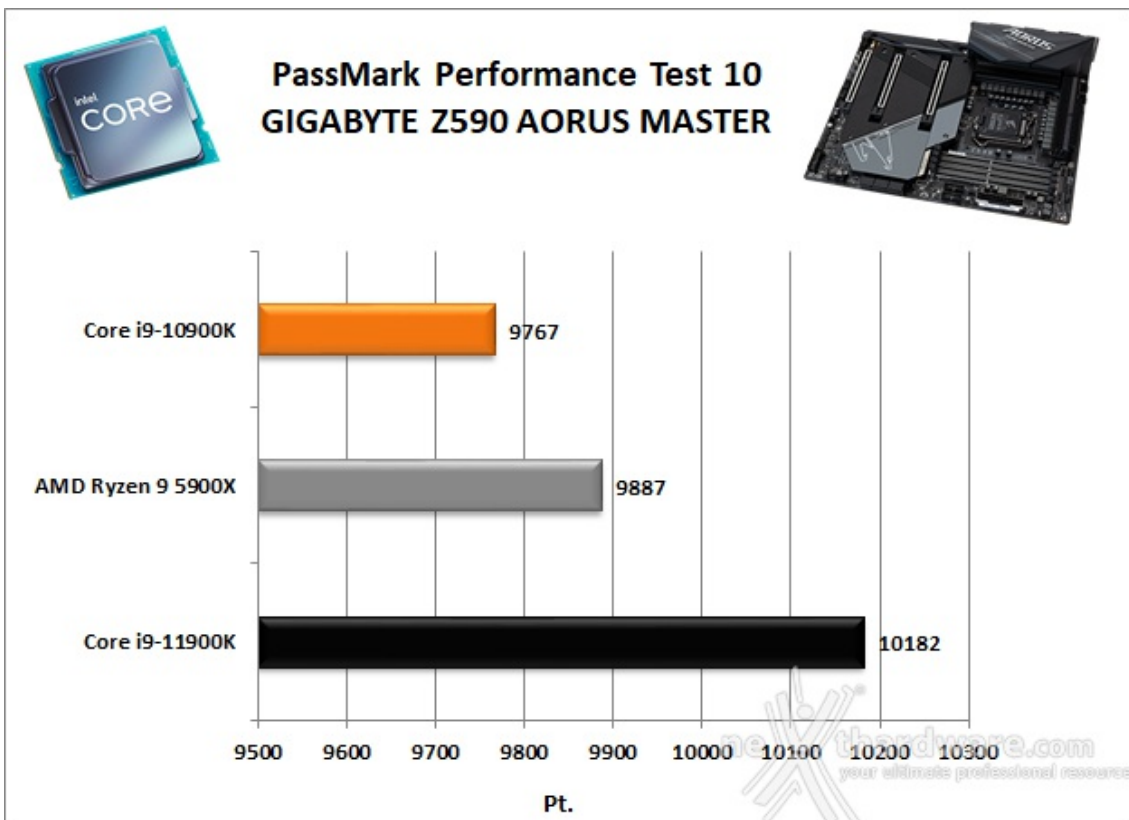 intel
CORE
PassMark Performance Test 10
GIGABYTE Z590 AORUS MASTER
AORUS
Core i9-10900K
9767
AMD Ryzen 9 5900X
9887
Core i9-11900K
10182
9500 9600 9700 9800 9900 10000 10100 10200 10300
Pt.
nexthardware.com
your ultimate professional resource
®